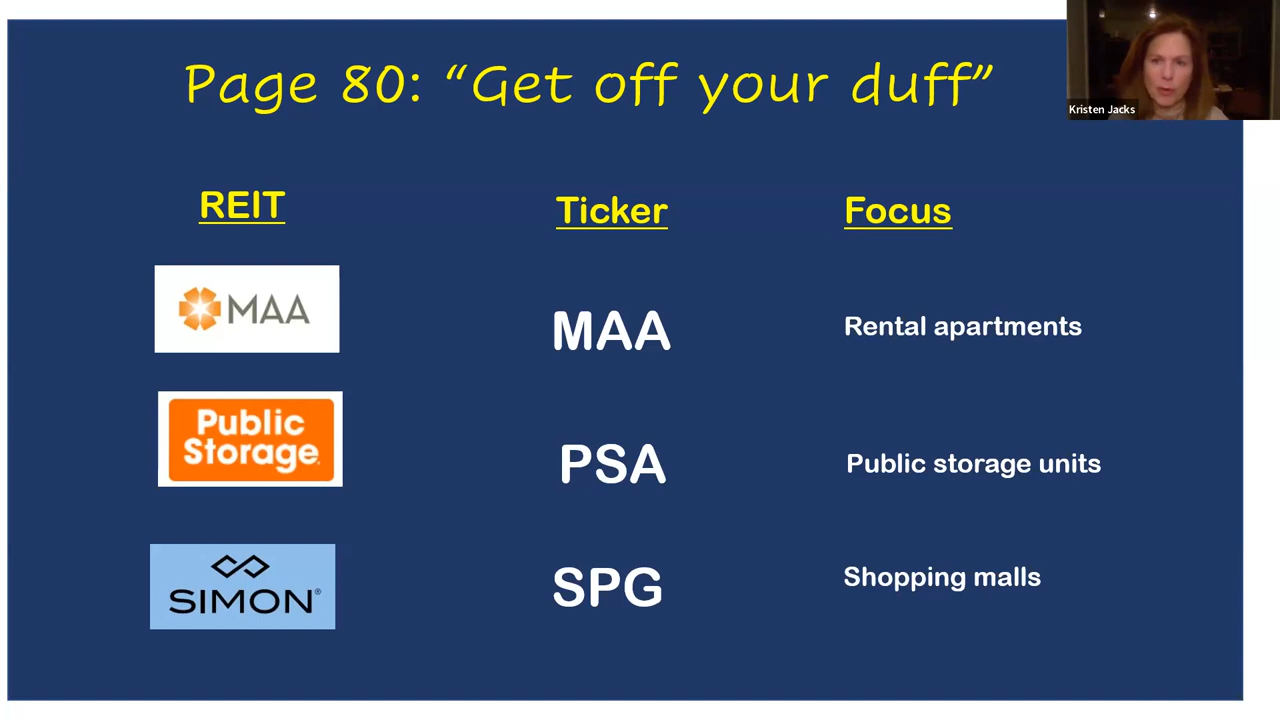 Page 80: “Get off your duff”
Kristen Jacks
REIT
Ticker
Focus
MAA
MAA
Rental apartments
Public
Storage
PSA
Public storage units
SIMON®
SPG
Shopping malls